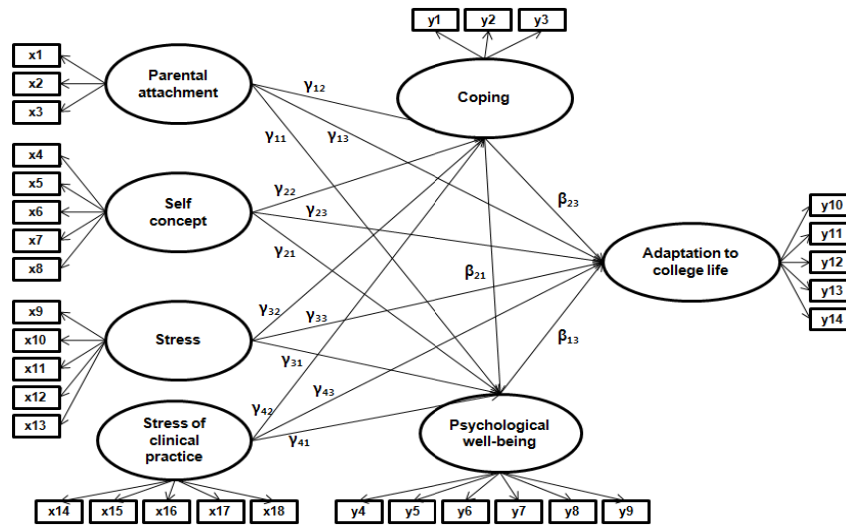 y1 y2 y3
x1
x2
x3
Parental
attachment
Coping
γ12
γ11
γ13
x4
x5
x6
x7
x8
Self
concept
γ22
γ23
γ21
β23
β21
Adaptation to
college life
y10
y11
y12
y13
y14
x9
x10
x11
x12
x13
Stress
γ32
γ33
γ31
β13
Stress of
clinical
practice
γ42
γ43
γ41
Psychological
well-being
x14 x15 x16 x17 x18
y4 y5 y6 y7 y8 y9